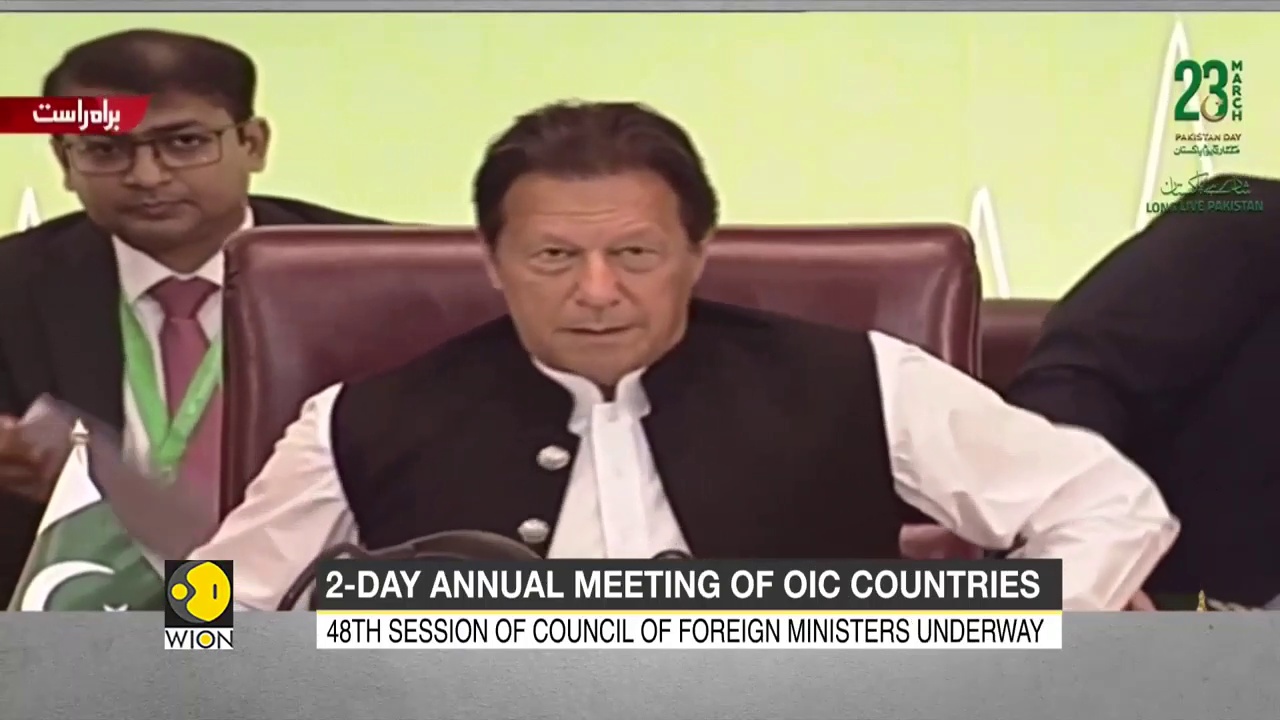 براہ راست
23
MARCH
PAKISTAN DAY
LONG LIVE PAKISTAN
WION
2-DAY ANNUAL MEETING OF OIC COUNTRIES
48TH SESSION OF COUNCIL OF FOREIGN MINISTERS UNDERWAY